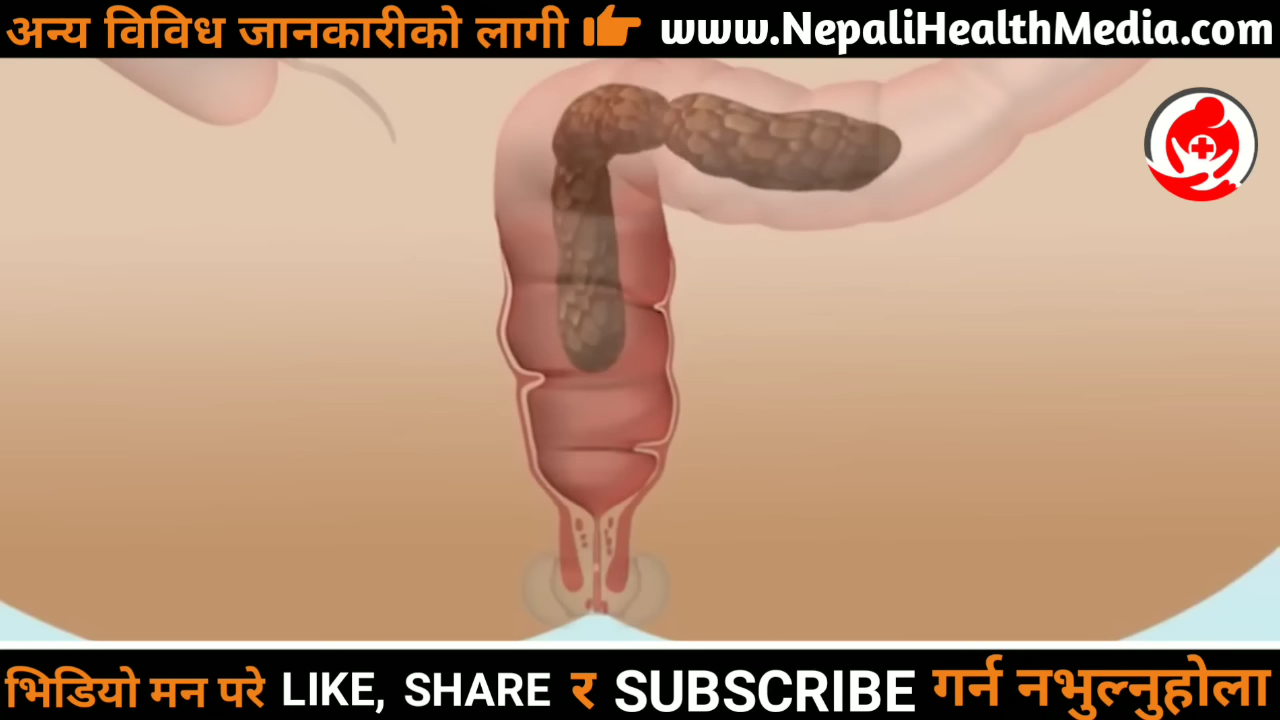 अन्य विविध जानकारीको लागी www.NepaliHealthMedia.com
भिडियो मन परे LIKE, SHARE र SUBSCRIBE गर्न नभुल्नुहोला